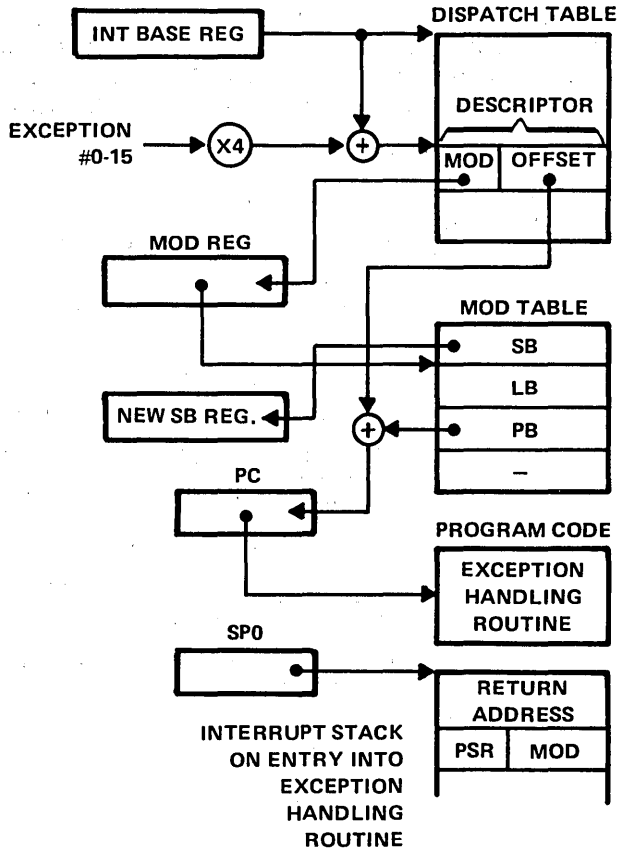 DISPATCH TABLE
INT BASE REG
DESCRIPTOR
EXCEPTION
#0-15
X4
+
MOD OFFSET
MOD REG
MOD TABLE
SB
LB
NEW SB REG.
+
PB
–
PC
PROGRAM CODE
EXCEPTION
HANDLING
ROUTINE
SP0
RETURN
ADDRESS
PSR MOD
INTERRUPT STACK
ON ENTRY INTO
EXCEPTION
HANDLING
ROUTINE